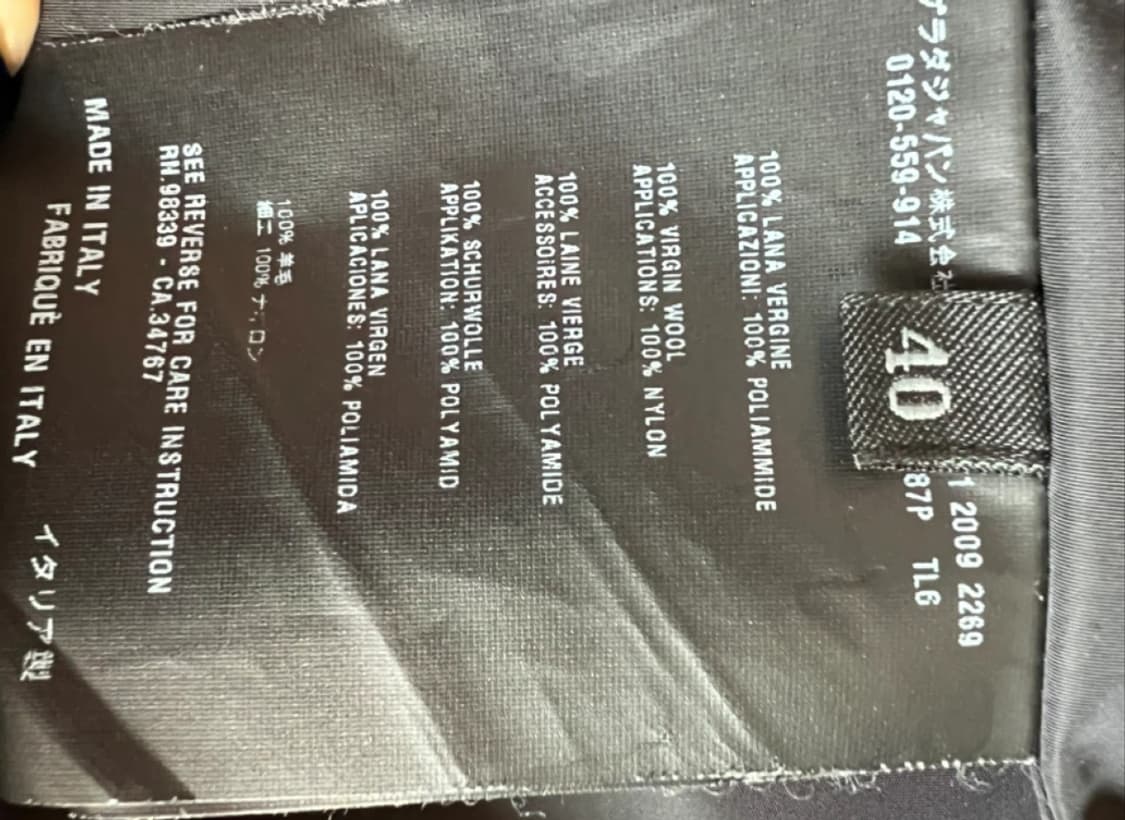 プラダジャパン株式会社
0120-559-914
40
1 2009 2269
87P TL6
100% LANA VERGINE
APPLICAZIONI: 100% POLIAMMIDE
100% VIRGIN WOOL
APPLICATIONS: 100% NYLON
100% LAINE VIERGE
ACCESSOIRES: 100% POLYAMIDE
100% SCHURWOLLE
APPLIKATION: 100% POLYAMID
100% LANA VIRGEN
APLICACIONES: 100% POLIAMIDA
100% 羊毛
細工 100% ナイロン
SEE REVERSE FOR CARE INSTRUCTION
RN.98339 - CA.34767
MADE IN ITALY
FABRIQUÈ EN ITALY イタリア製